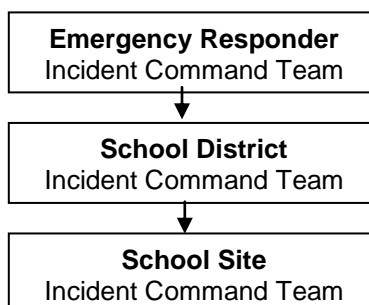 Emergency Responder
Incident Command Team
School District
Incident Command Team
School Site
Incident Command Team